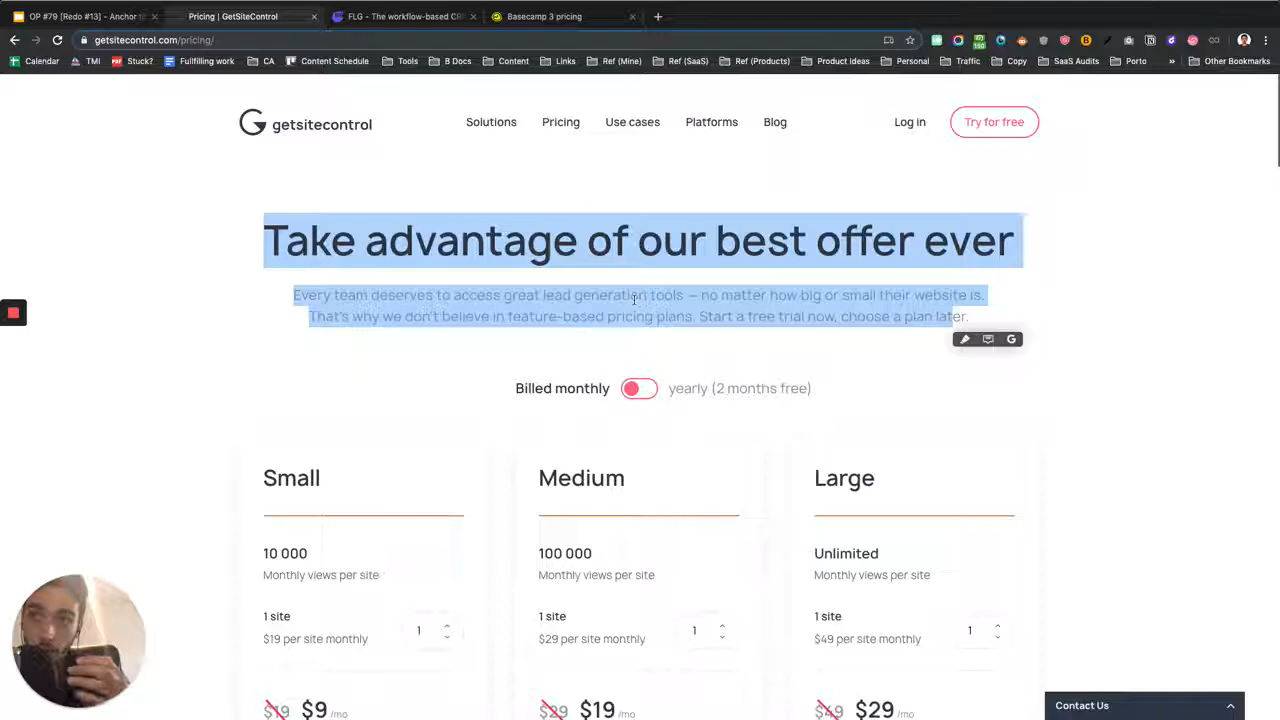 OP #79 [Redo #13] - Anchor to
Pricing | GetSiteControl
FLG - The workflow-based CR
Basecamp 3 pricing
getsitecontrol.com/pricing/
Calendar
TMI
Stuck?
Fullfilling work
CA
Content Schedule
Tools
B Docs
Content
Links
Ref (Mine)
Ref (SaaS)
Ref (Products)
Product ideas
Personal
Traffic
Copy
SaaS Audits
Porto
»
Other Bookmarks
getsitecontrol
Solutions
Pricing
Use cases
Platforms
Blog
Log in
Try for free
Take advantage of our best offer ever
Every team deserves to access great lead generation tools — no matter how big or small their website is.
That's why we don't believe in feature-based pricing plans. Start a free trial now, choose a plan later.
Billed monthly
yearly (2 months free)
Small
Medium
Large
10 000
100 000
Unlimited
Monthly views per site
Monthly views per site
Monthly views per site
1 site
1 site
1 site
$19 per site monthly
1
$29 per site monthly
1
$49 per site monthly
1
$19 $9 /mo
$29 $19 /mo
$49 $29 /mo
Contact Us